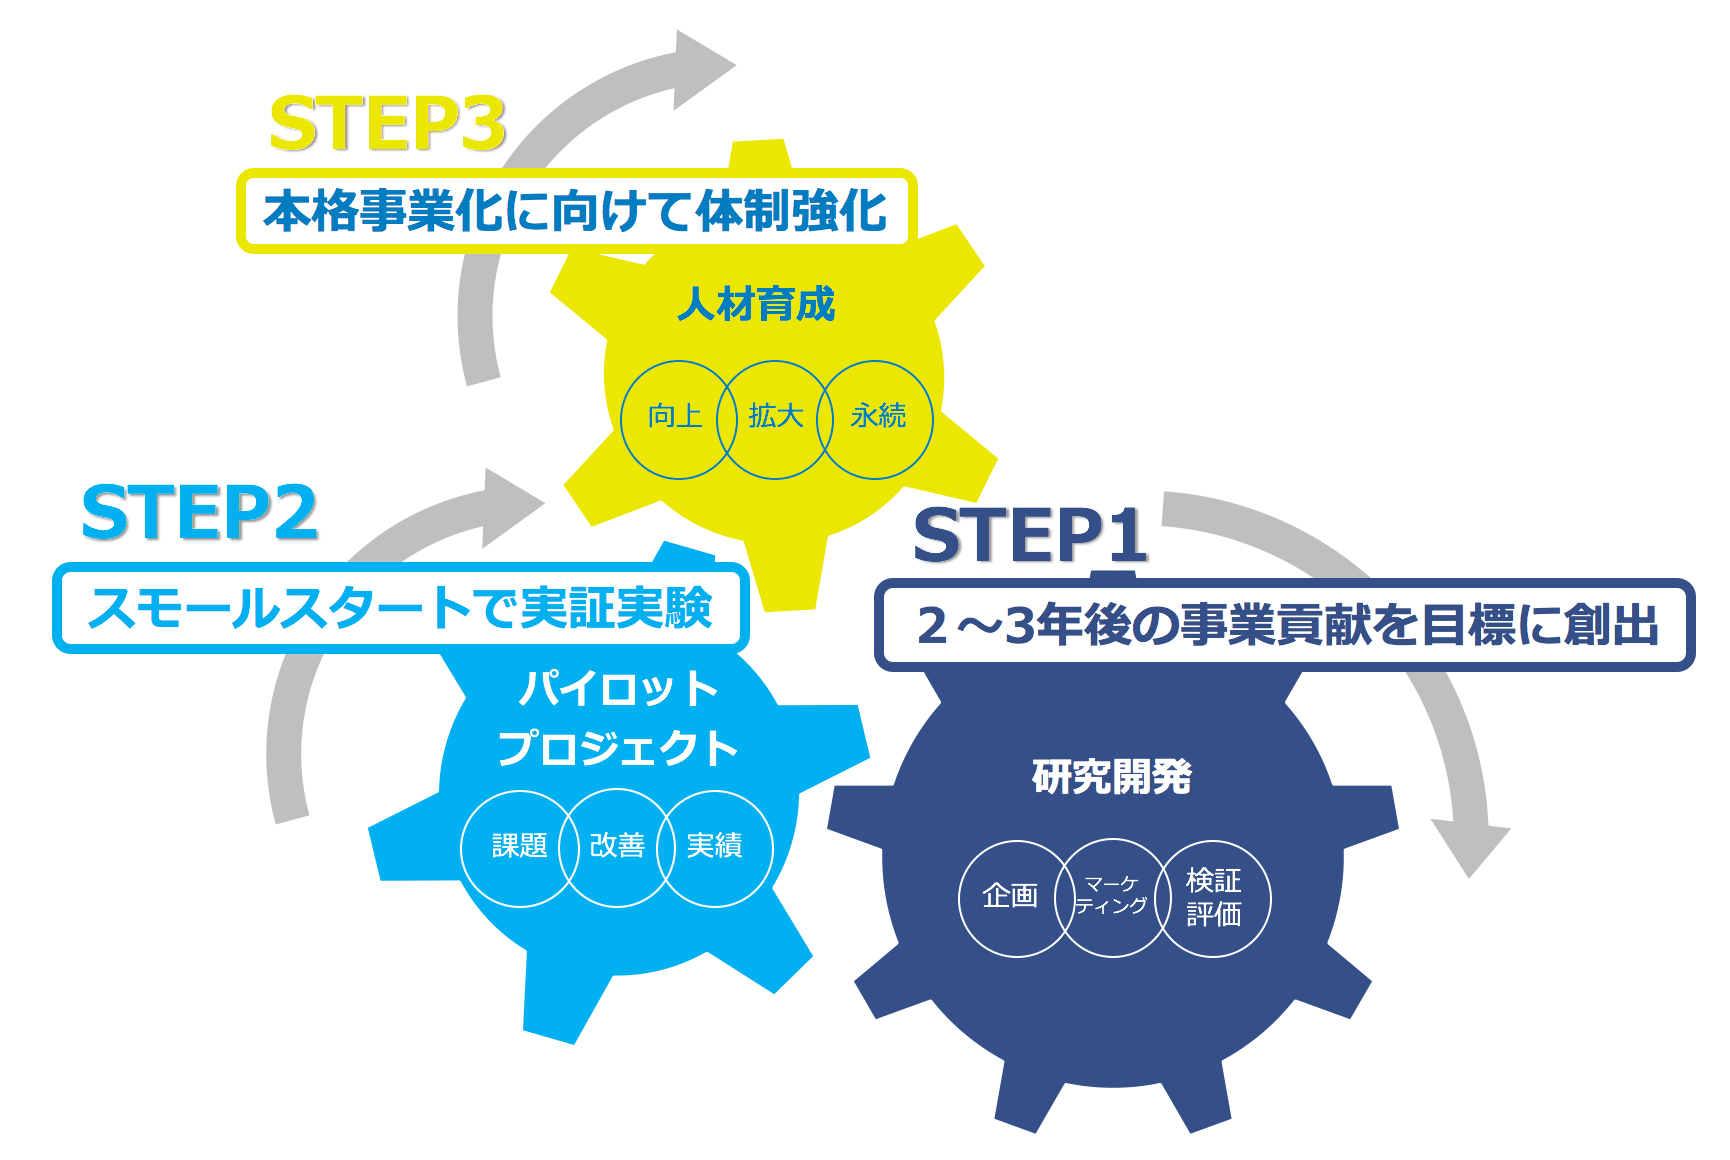 STEP3
本格事業化に向けて体制強化
人材育成
向上
拡大
永続
STEP2
スモールスタートで実証実験
パイロット
プロジェクト
課題
改善
実績
STEP1
２～3年後の事業貢献を目標に創出
研究開発
企画
マーケ
ティング
検証
評価